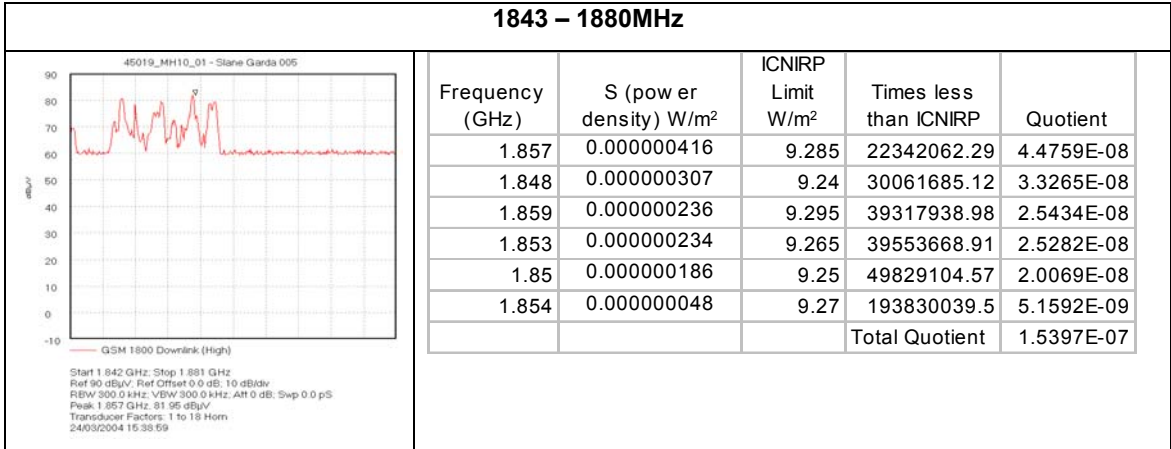 1843 – 1880MHz
45019_MH10_01 - Slane Garda 005
90
80
70
60
50
40
30
20
10
0
-10
dBµV
GSM 1800 Downlink (High)
Start 1.842 GHz; Stop 1.881 GHz
Ref 90 dBµV; Ref Offset 0.0 dB; 10 dB/div
RBW 300.0 kHz; VBW 300.0 kHz; Att 0 dB; Swp 0.0 pS
Peak 1.857 GHz, 81.95 dBµV
Transducer Factors: 1 to 18 Horn
24/03/2004 15:38:59
Frequency (GHz) S (pow er density) W/m² ICNIRP Limit W/m² Times less than ICNIRP Quotient
1.857 0.000000416 9.285 22342062.29 4.4759E-08
1.848 0.000000307 9.24 30061685.12 3.3265E-08
1.859 0.000000236 9.295 39317938.98 2.5434E-08
1.853 0.000000234 9.265 39553668.91 2.5282E-08
1.85 0.000000186 9.25 49829104.57 2.0069E-08
1.854 0.000000048 9.27 193830039.5 5.1592E-09
Total Quotient 1.5397E-07